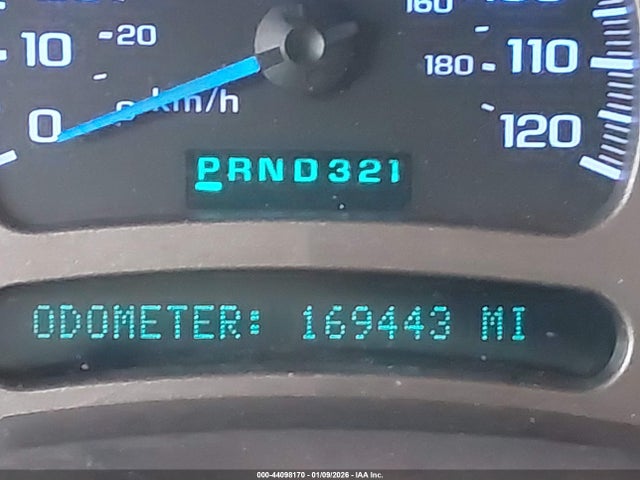 160
10 20
180 110
0 km/h
120
PRND321
ODOMETER: 169443 MI
000-44098170 - 01/09/2026 - IAA Inc.